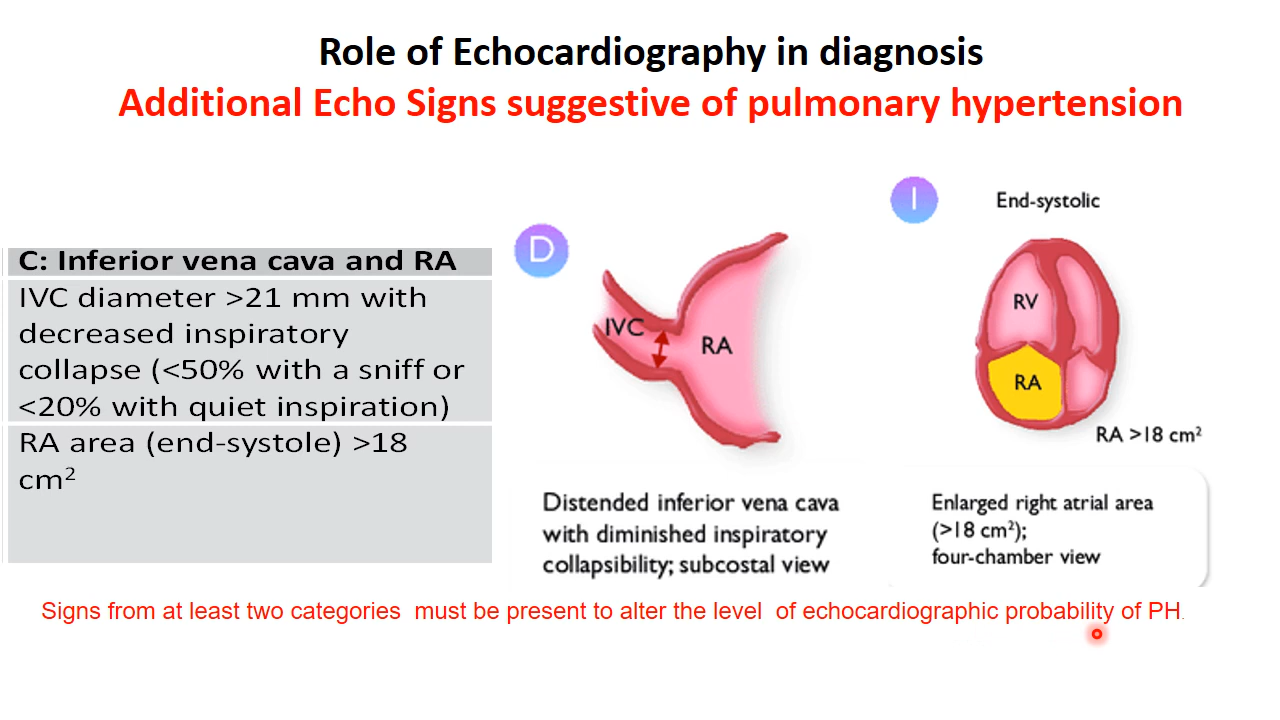 Role of Echocardiography in diagnosis
Additional Echo Signs suggestive of pulmonary hypertension
C: Inferior vena cava and RA
IVC diameter >21 mm with
decreased inspiratory
collapse (<50% with a sniff or
<20% with quiet inspiration)
RA area (end-systole) >18
cm²
D
IVC
RA
Distended inferior vena cava
with diminished inspiratory
collapsibility; subcostal view
I
End-systolic
RV
RA
RA >18 cm²
Enlarged right atrial area
(>18 cm²);
four-chamber view
Signs from at least two categories must be present to alter the level of echocardiographic probability of PH.